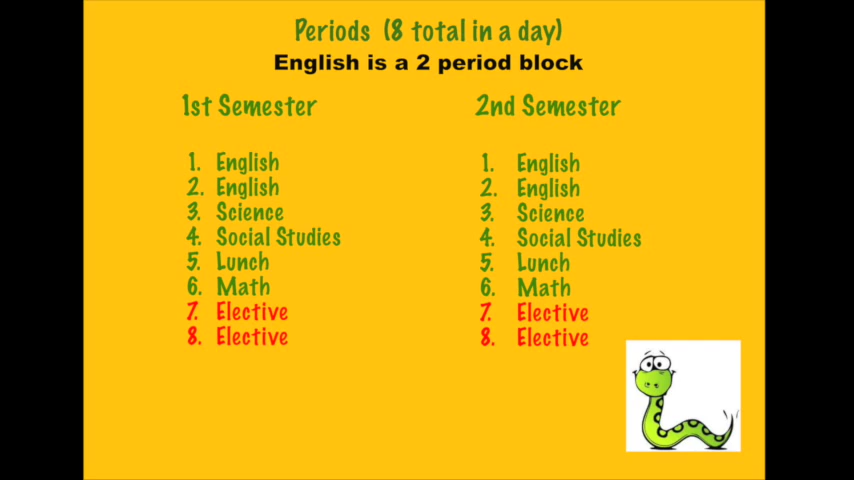 Periods (8 total in a day)
English is a 2 period block
1st Semester
1. English
2. English
3. Science
4. Social Studies
5. Lunch
6. Math
7. Elective
8. Elective
2nd Semester
1. English
2. English
3. Science
4. Social Studies
5. Lunch
6. Math
7. Elective
8. Elective